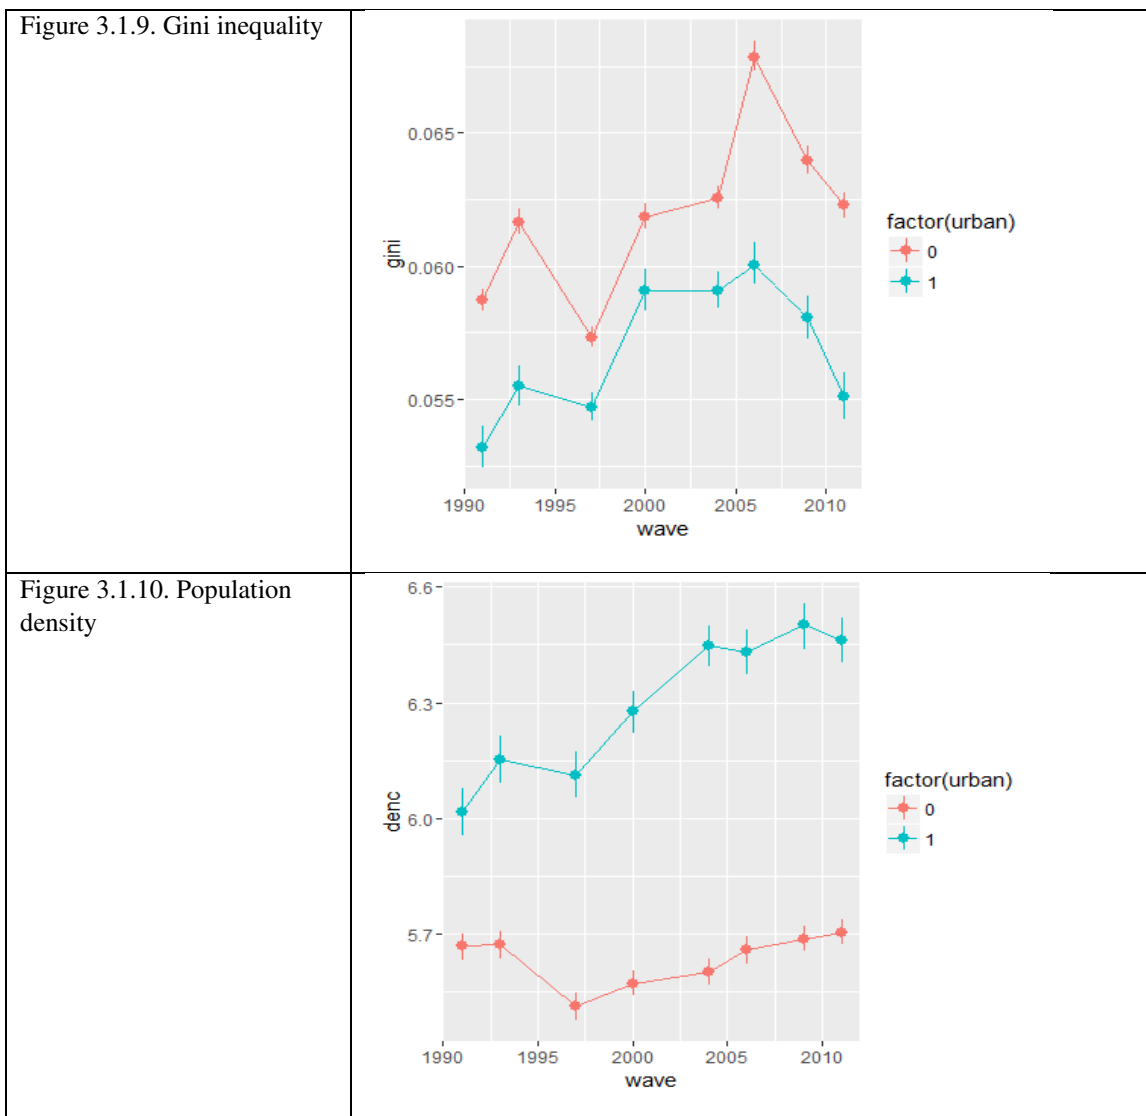 Figure 3.1.9. Gini inequality
0.065
0.060
0.055
gini
1990 1995 2000 2005 2010
wave
factor(urban)
0
1
Figure 3.1.10. Population
density
6.6
6.3
6.0
5.7
denc
1990 1995 2000 2005 2010
wave
factor(urban)
0
1